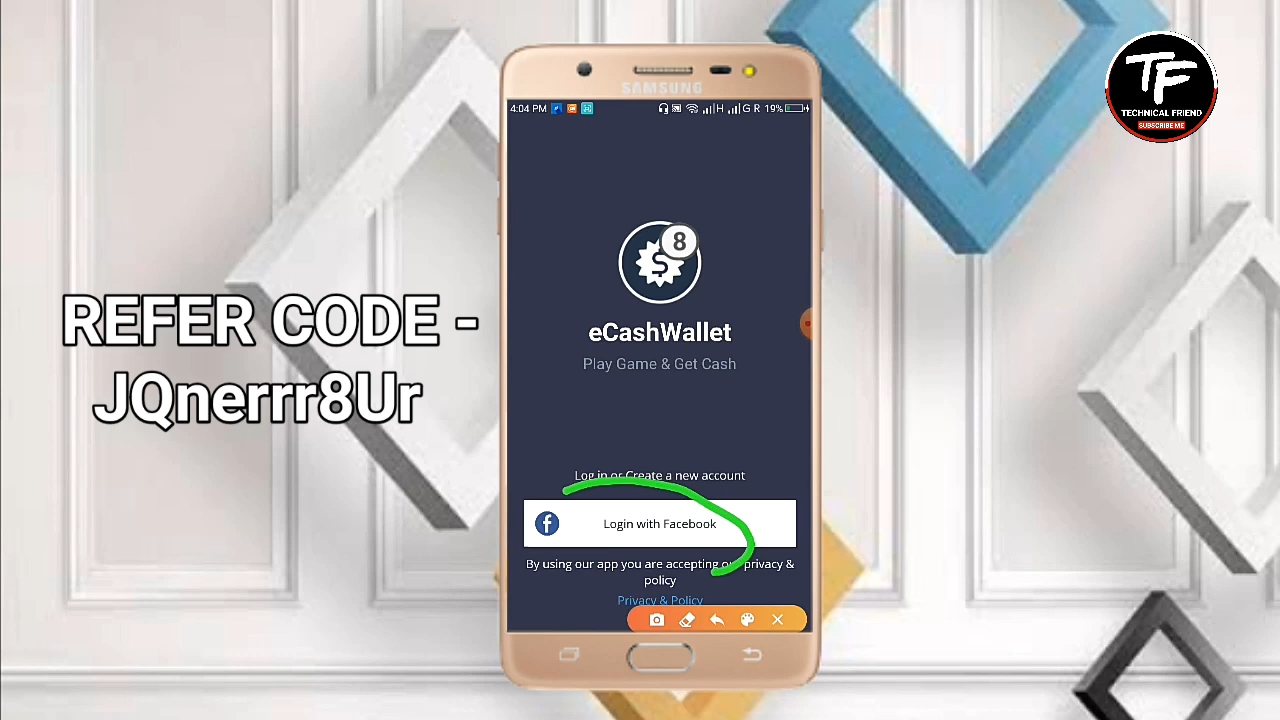 TF
TECHNICAL FRIEND
SUBSCRIBE ME
SAMSUNG
4:04 PM H G R 19%
8
$
eCashWallet
Play Game & Get Cash
REFER CODE -
JQnerrr8Ur
Log in or Create a new account
f Login with Facebook
By using our app you are accepting our privacy &
policy
Privacy & Policy